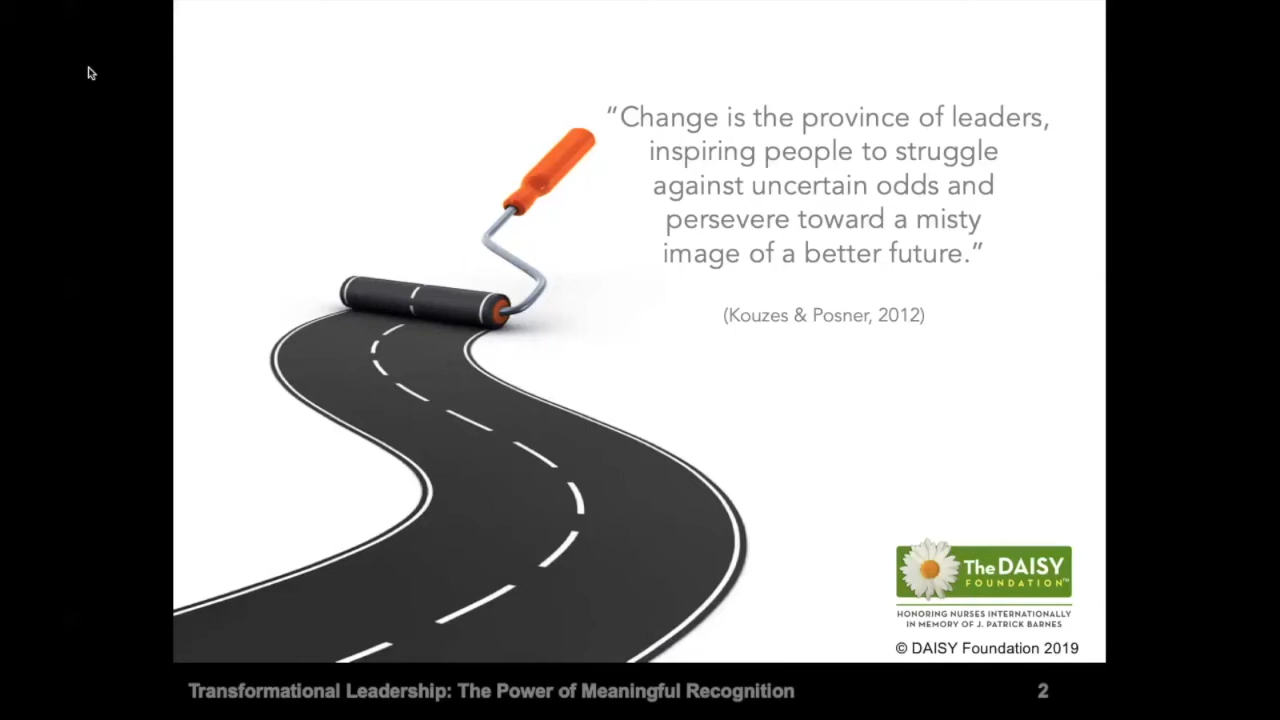 “Change is the province of leaders,
inspiring people to struggle
against uncertain odds and
persevere toward a misty
image of a better future.”
(Kouzes & Posner, 2012)
The DAISY
FOUNDATION™
HONORING NURSES INTERNATIONALLY
IN MEMORY OF J. PATRICK BARNES
© DAISY Foundation 2019
Transformational Leadership: The Power of Meaningful Recognition 2